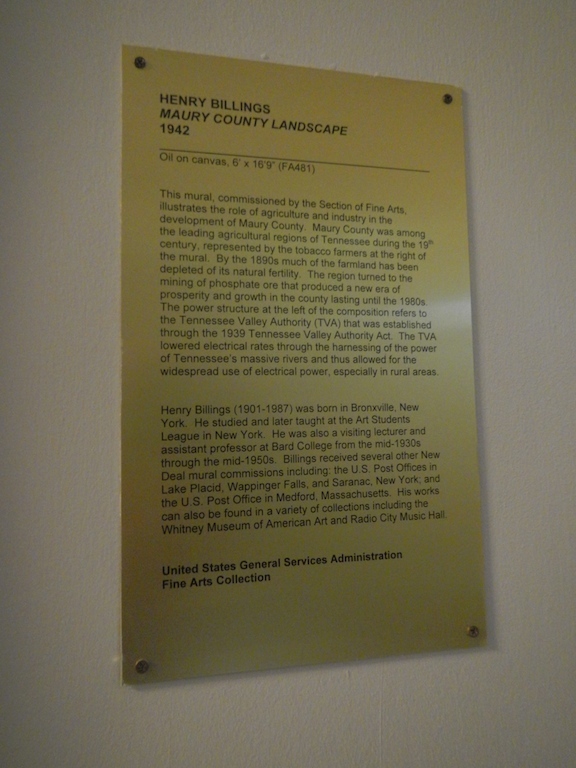 HENRY BILLINGS
MAURY COUNTY LANDSCAPE
1942
Oil on canvas, 6' x 16'9" (FA481)
This mural, commissioned by the Section of Fine Arts,
illustrates the role of agriculture and industry in the
development of Maury County. Maury County was among
the leading agricultural regions of Tennessee during the 19th
century, represented by the tobacco farmers at the right of
the mural. By the 1890s much of the farmland has been
depleted of its natural fertility. The region turned to the
mining of phosphate ore that produced a new era of
prosperity and growth in the county lasting until the 1980s.
The power structure at the left of the composition refers to
the Tennessee Valley Authority (TVA) that was established
through the 1939 Tennessee Valley Authority Act. The TVA
lowered electrical rates through the harnessing of the power
of Tennessee's massive rivers and thus allowed for the
widespread use of electrical power, especially in rural areas.
Henry Billings (1901-1987) was born in Bronxville, New
York. He studied and later taught at the Art Students
League in New York. He was also a visiting lecturer and
assistant professor at Bard College from the mid-1930s
through the mid-1950s. Billings received several other New
Deal mural commissions including: the U.S. Post Offices in
Lake Placid, Wappinger Falls, and Saranac, New York; and
the U.S. Post Office in Medford, Massachusetts. His works
can also be found in a variety of collections including the
Whitney Museum of American Art and Radio City Music Hall.
United States General Services Administration
Fine Arts Collection